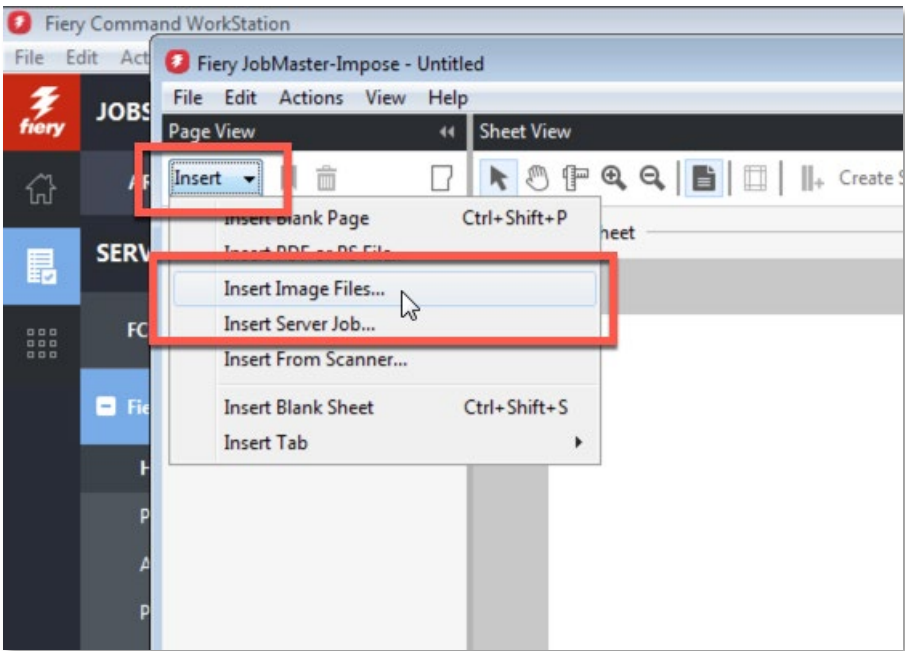 Fiery Command WorkStation
File Edit Act
Fiery JobMaster-Impose - Untitled
File Edit Actions View Help
fiery
JOBS
Page View
Sheet View
Insert
Create S
Insert Blank Page Ctrl+Shift+P
heet
SERV
Insert PDF or PS File...
Insert Image Files...
Insert Server Job...
FC
Insert From Scanner...
Fie
Insert Blank Sheet Ctrl+Shift+S
Insert Tab
H
P
A
P